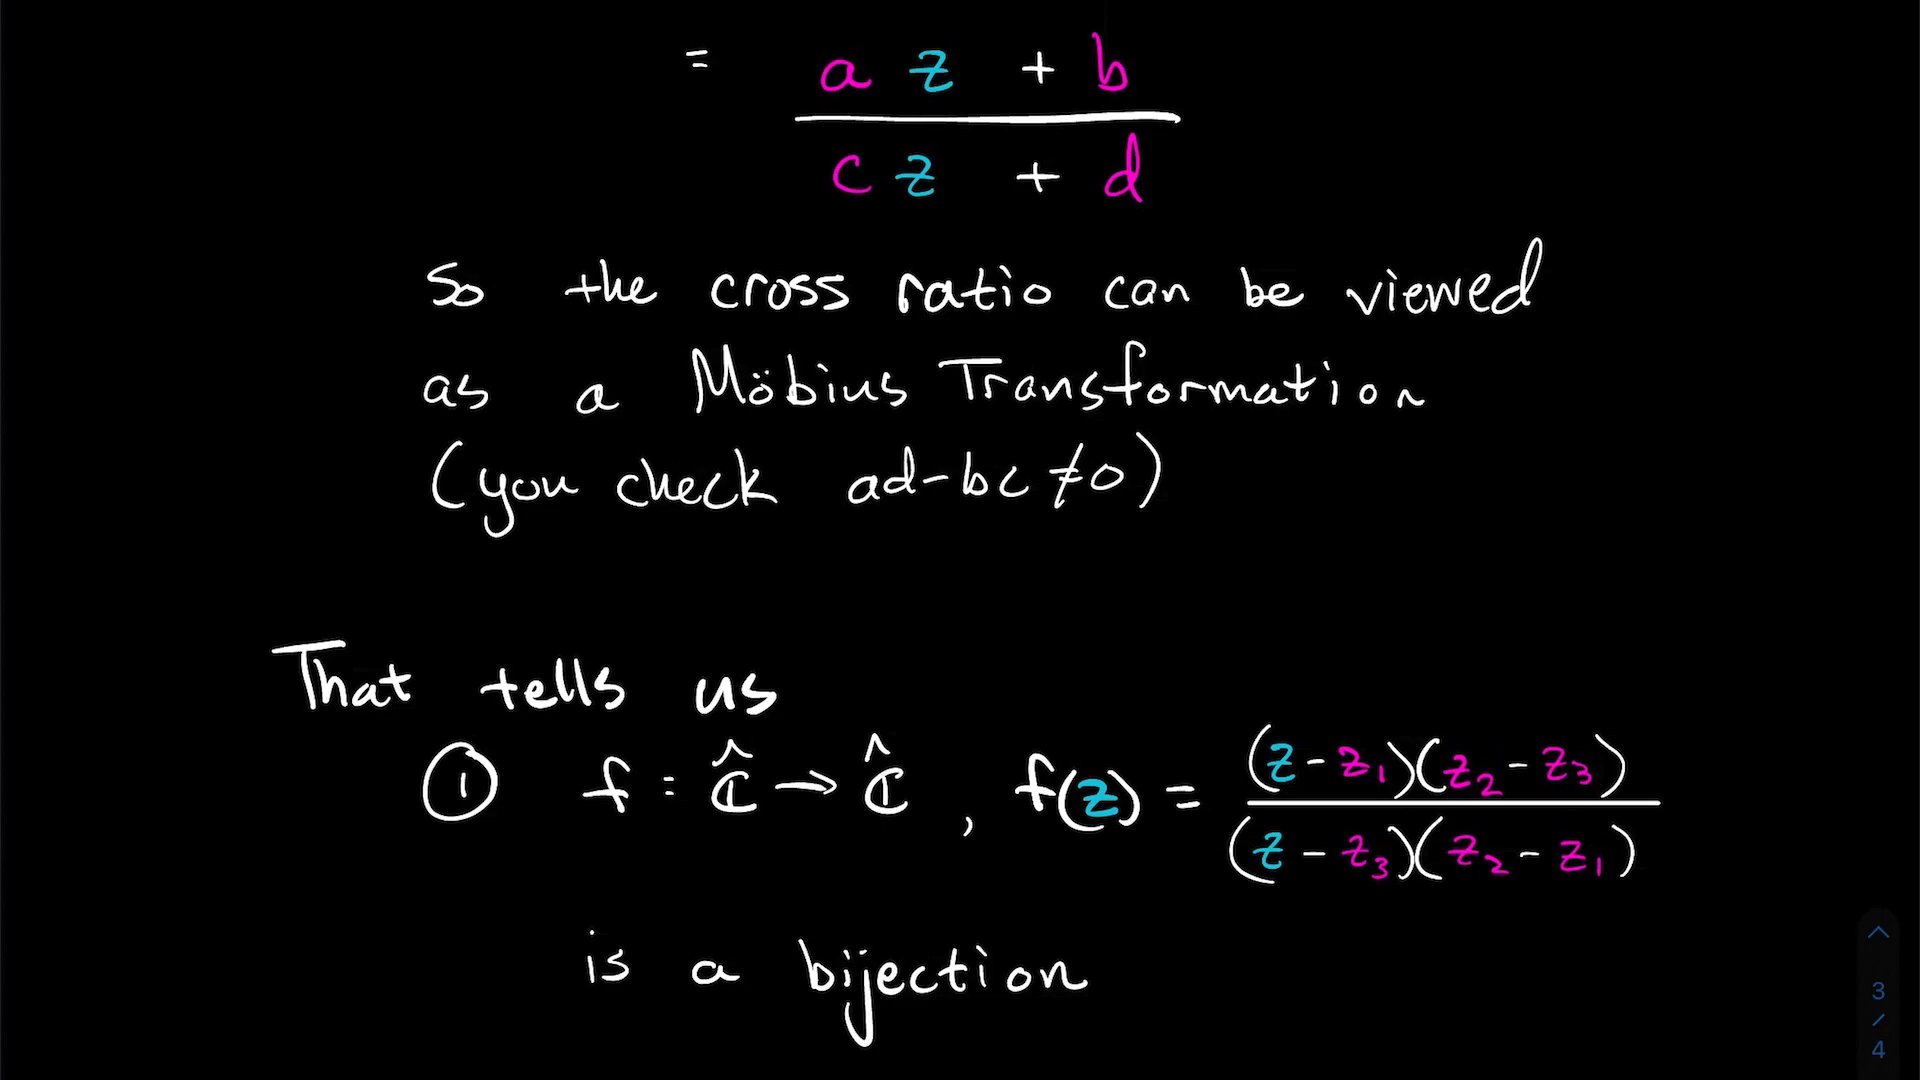 = az + b
cz + d
So the cross ratio can be viewed
as a Möbius Transformation
(you check ad-bc ≠ 0)
That tells us
① f : Ĉ → Ĉ , f(z) = (z - z₁)(z₂ - z₃)
(z - z₃)(z₂ - z₁)
is a bijection
3
/
4